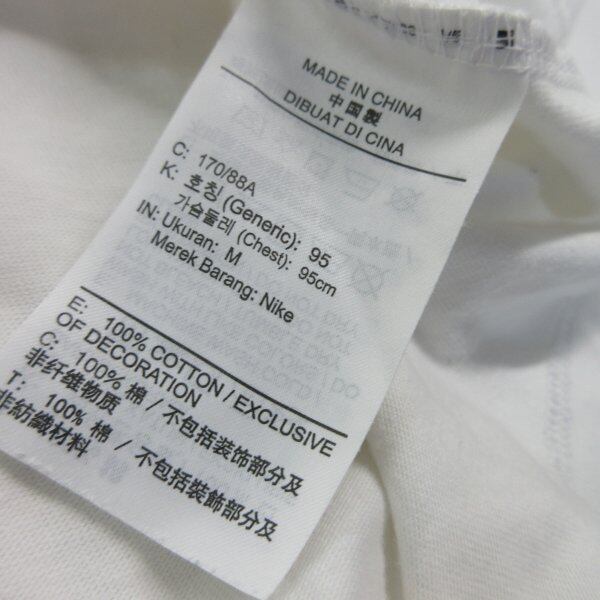 MADE IN CHINA
中国製
DIBUAT DI CINA
C: 170/88A
K: 호칭 (Generic): 95
가슴둘레 (Chest): 95cm
IN: Ukuran: M
Merek Barang: Nike
E: 100% COTTON / EXCLUSIVE
OF DECORATION
C: 100% 棉 / 不包括装饰部分及
非纤维物质
T: 100% 棉 / 不包括裝飾部分及
非紡織材料